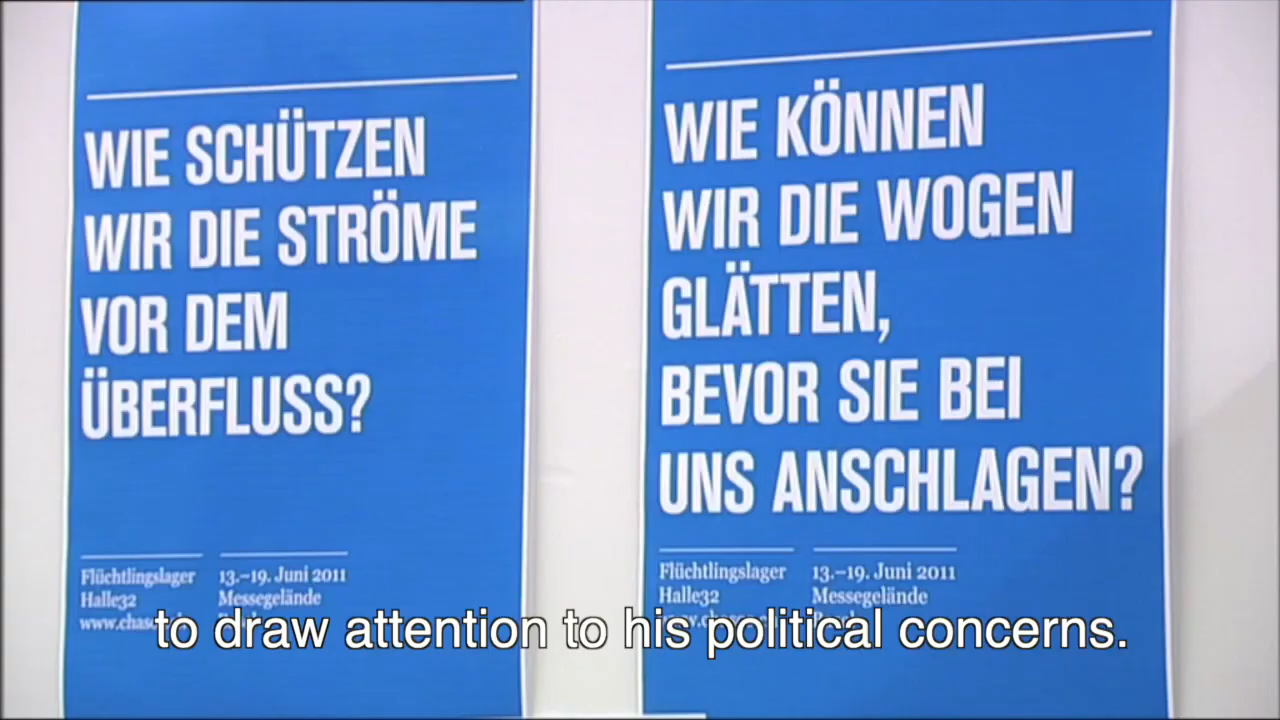 WIE SCHÜTZEN
WIR DIE STRÖME
VOR DEM
ÜBERFLUSS?
Flüchtlingslager
Halle32
13.–19. Juni 2011
Messegelände
WIE KÖNNEN
WIR DIE WOGEN
GLÄTTEN,
BEVOR SIE BEI
UNS ANSCHLAGEN?
Flüchtlingslager
Halle32
13.–19. Juni 2011
Messegelände
to draw attention to his political concerns.